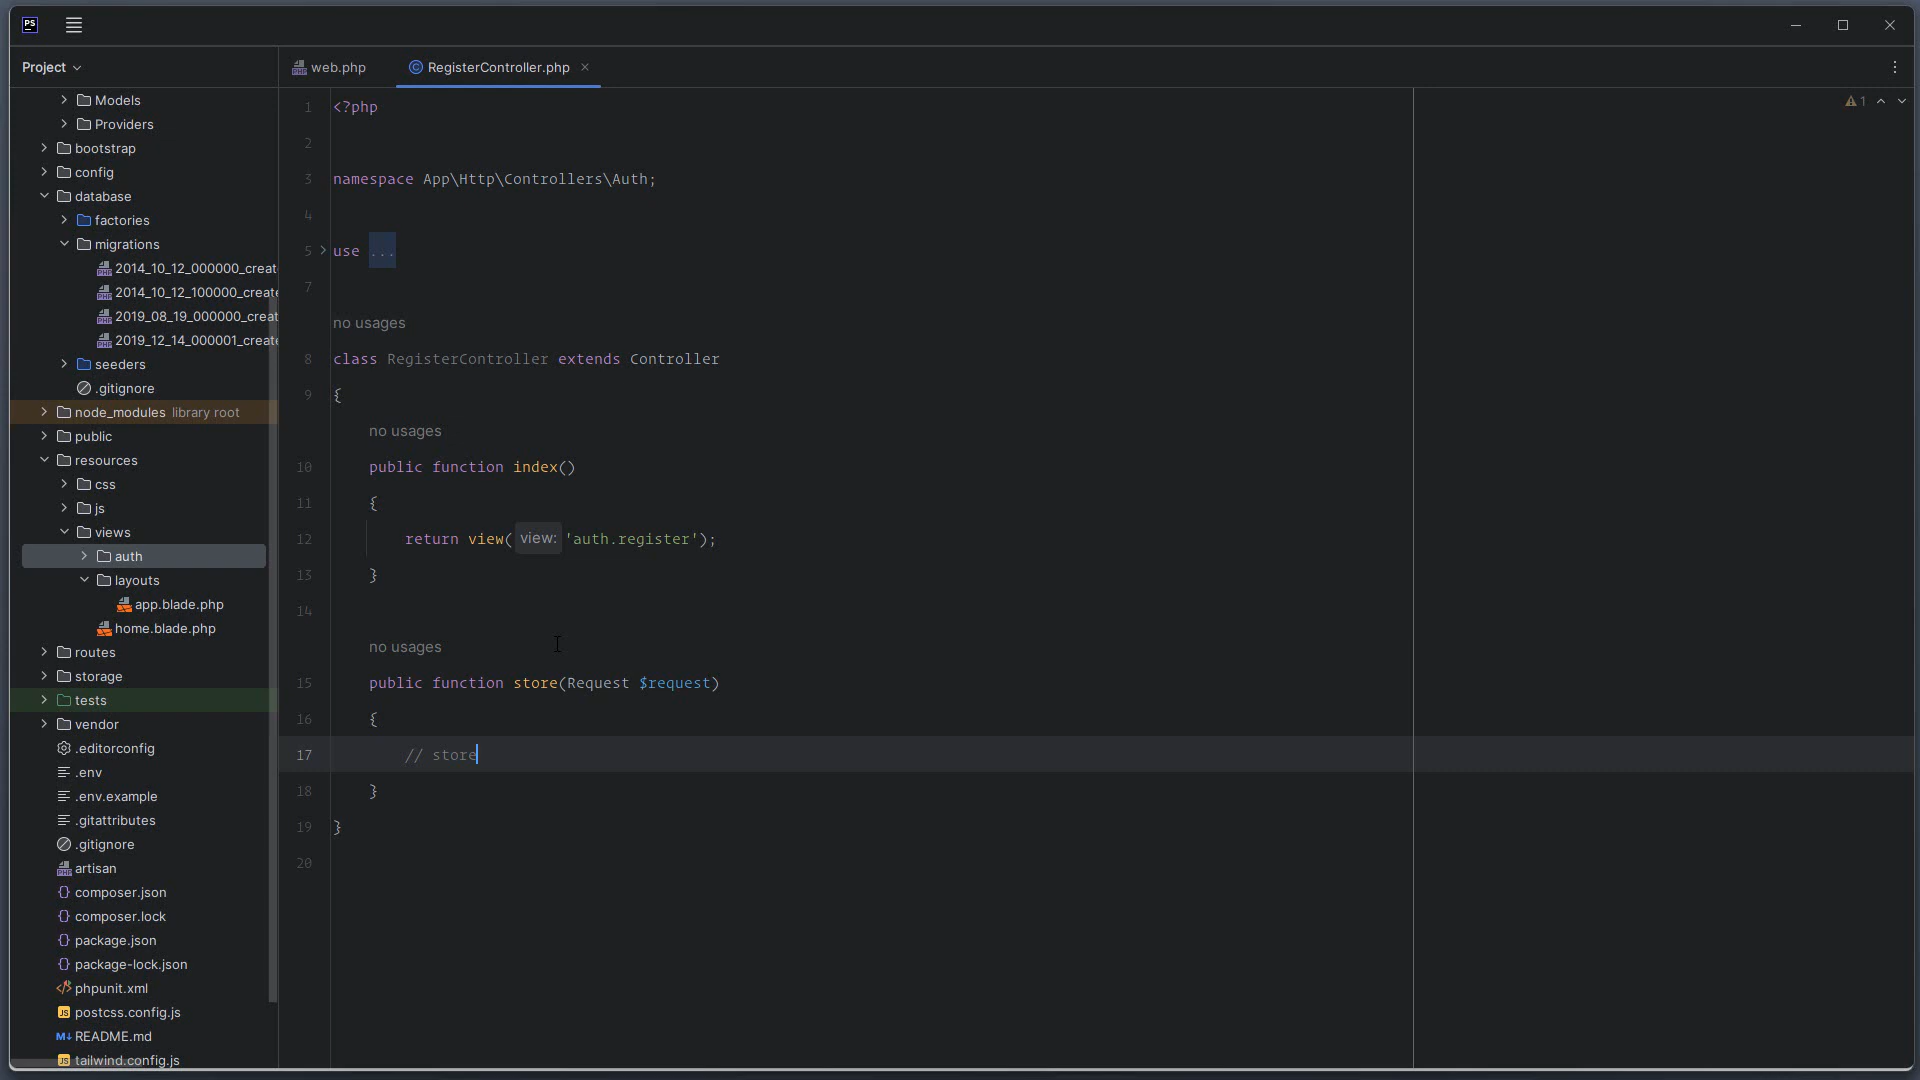 PS
Project
web.php
RegisterController.php
Models
Providers
bootstrap
config
database
factories
migrations
2014_10_12_000000_creat
2014_10_12_100000_create
2019_08_19_000000_creat
2019_12_14_000001_create
seeders
.gitignore
node_modules library root
public
resources
css
js
views
auth
layouts
app.blade.php
home.blade.php
routes
storage
tests
vendor
.editorconfig
.env
.env.example
.gitattributes
.gitignore
artisan
composer.json
composer.lock
package.json
package-lock.json
phpunit.xml
postcss.config.js
README.md
tailwind.config.js
1
1 <?php
2
3 namespace App\Http\Controllers\Auth;
4
5 use ...
7
no usages
8 class RegisterController extends Controller
9 {
no usages
10 public function index()
11 {
12 return view( view: 'auth.register');
13 }
14
no usages
15 public function store(Request $request)
16 {
17 // store
18 }
19 }
20